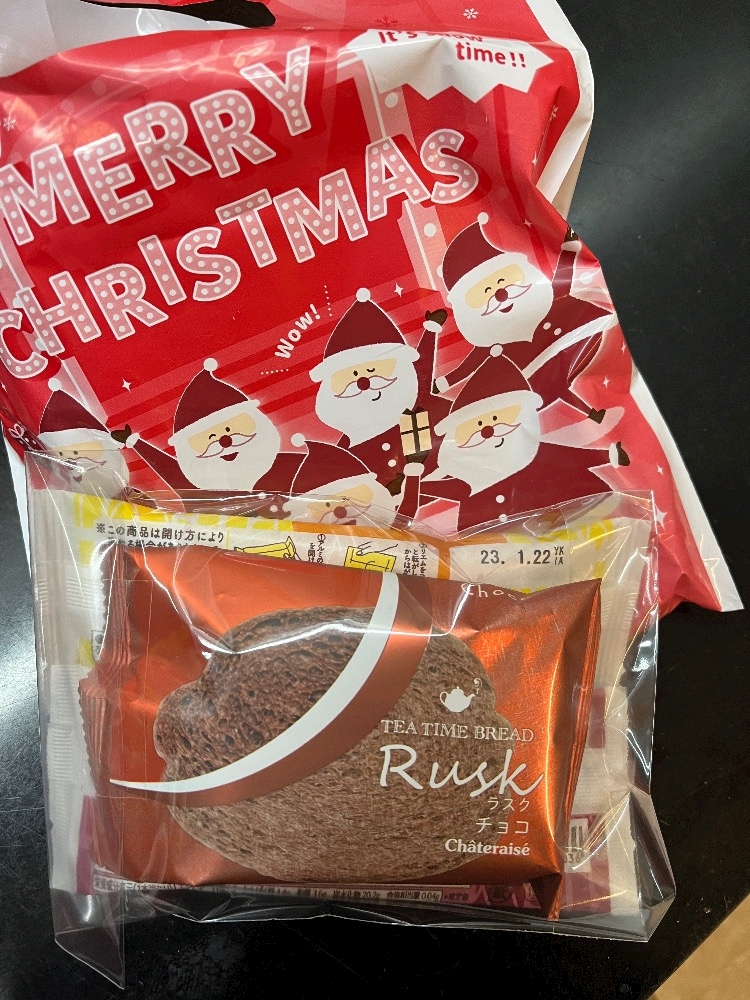 It's snow
time!!
MERRY
CHRISTMAS
Wow!
※この商品は開け方により
23. 1.22
YK
/A
Choc
TEA TIME BREAD
Rusk
ラスク
チョコ
Châteraisé